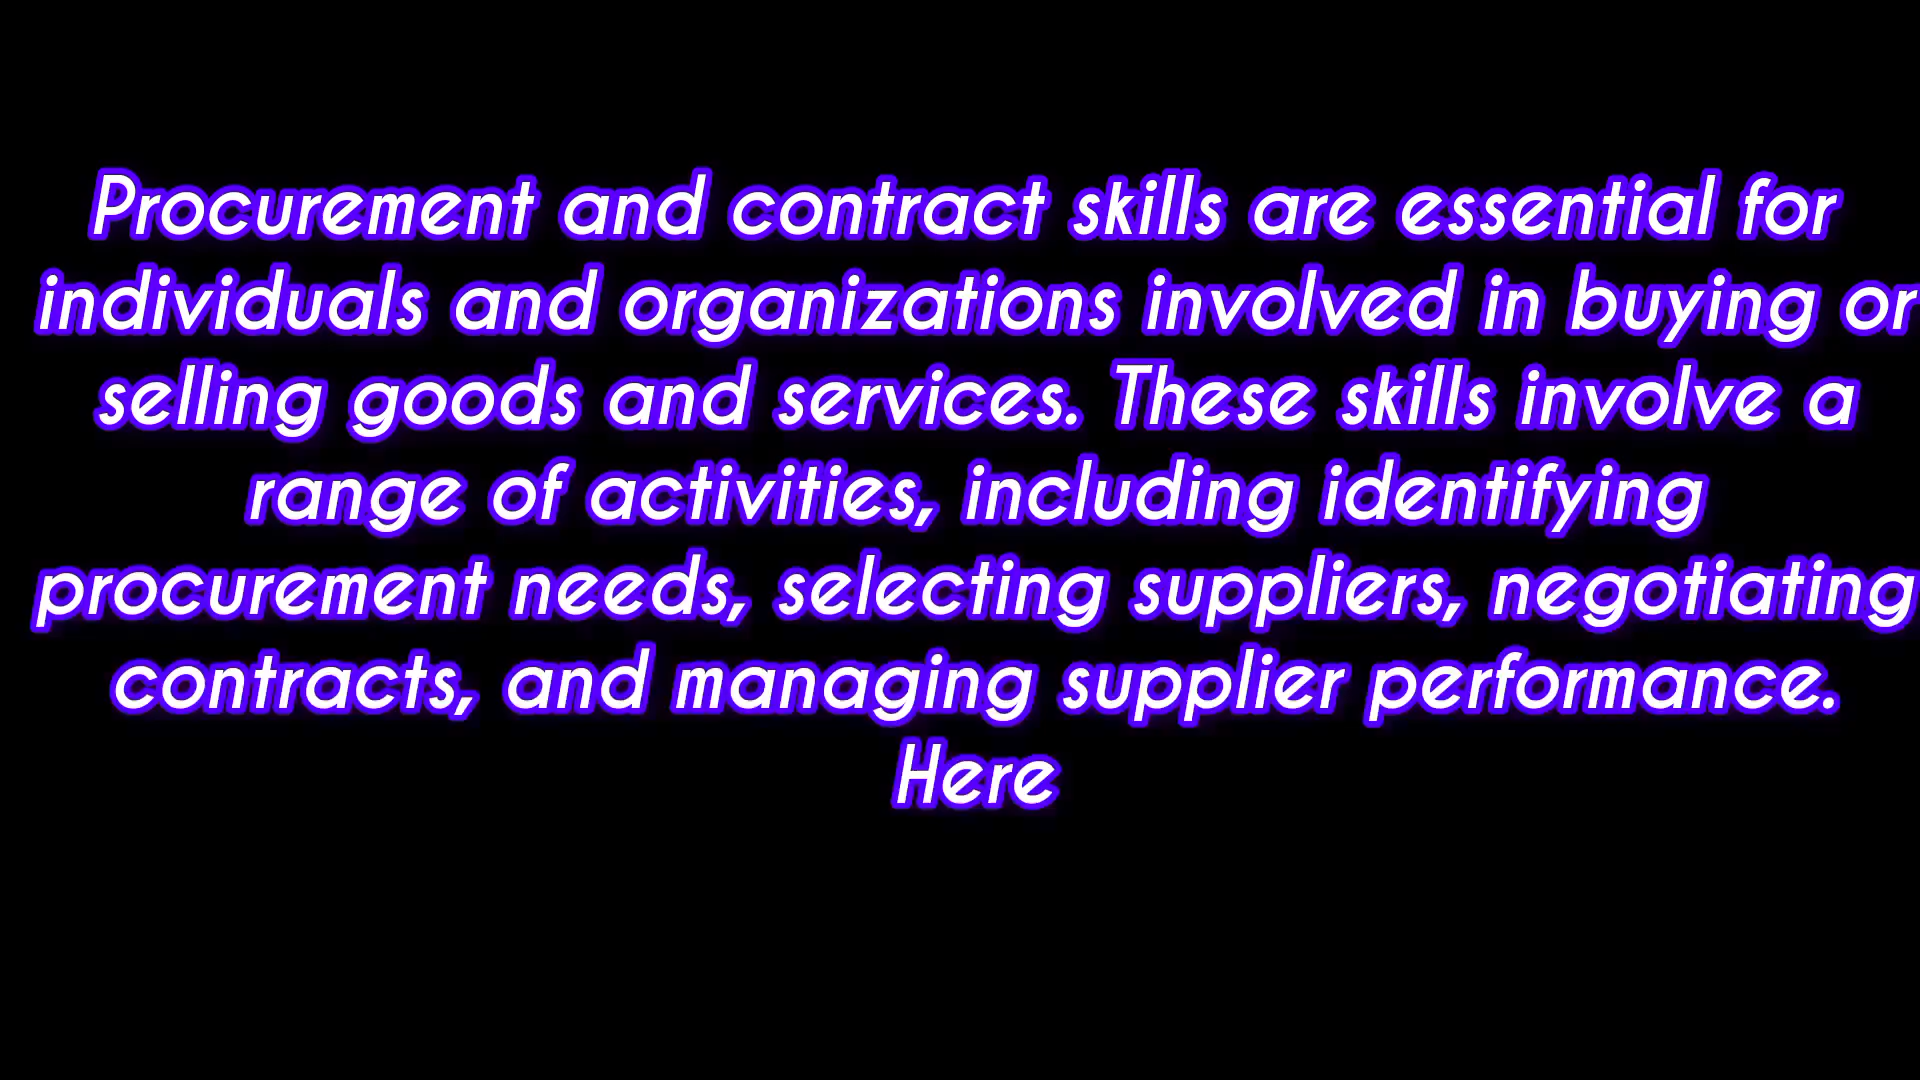 Procurement and contract skills are essential for
individuals and organizations involved in buying or
selling goods and services. These skills involve a
range of activities, including identifying
procurement needs, selecting suppliers, negotiating
contracts, and managing supplier performance.
Here